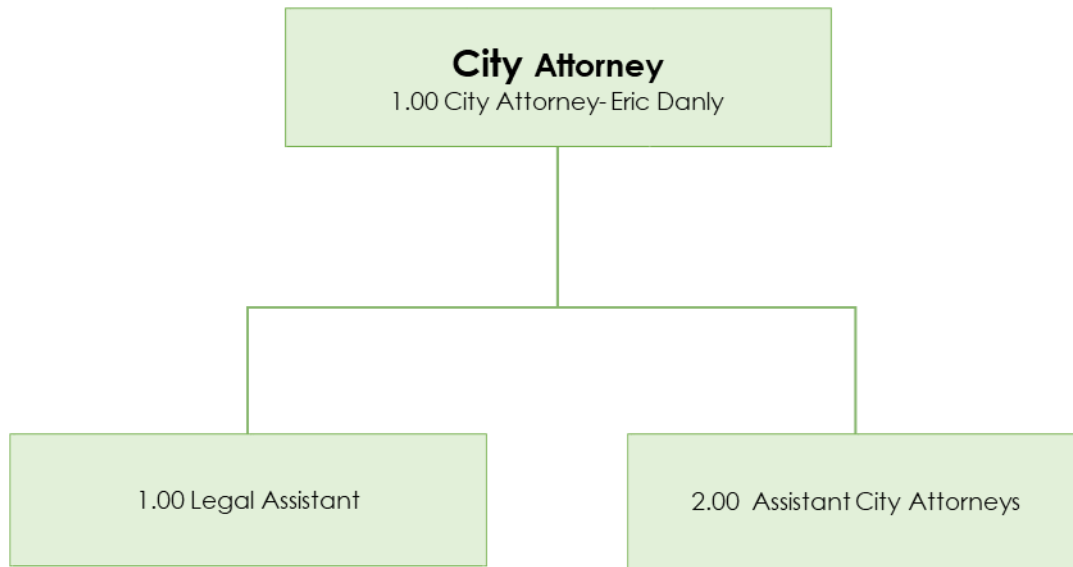 City Attorney
1.00 City Attorney- Eric Danly
1.00 Legal Assistant
2.00 Assistant City Attorneys